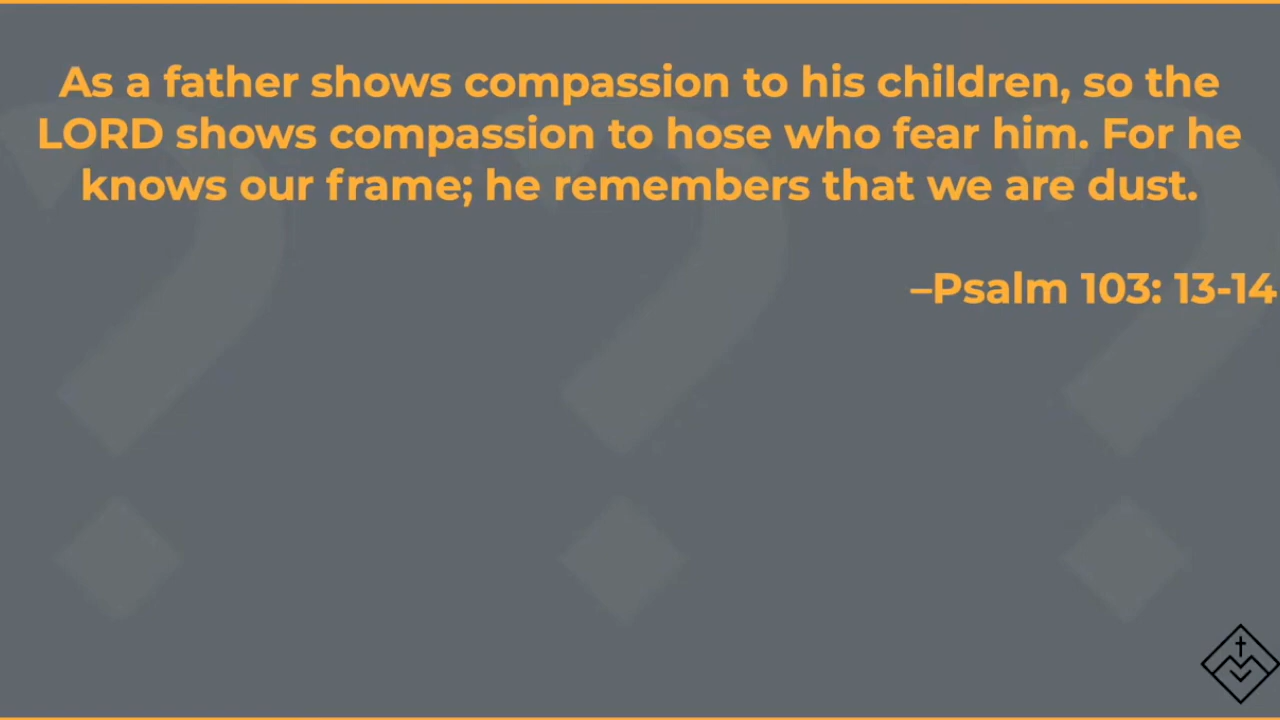 As a father shows compassion to his children, so the
LORD shows compassion to hose who fear him. For he
knows our frame; he remembers that we are dust.
–Psalm 103: 13-14